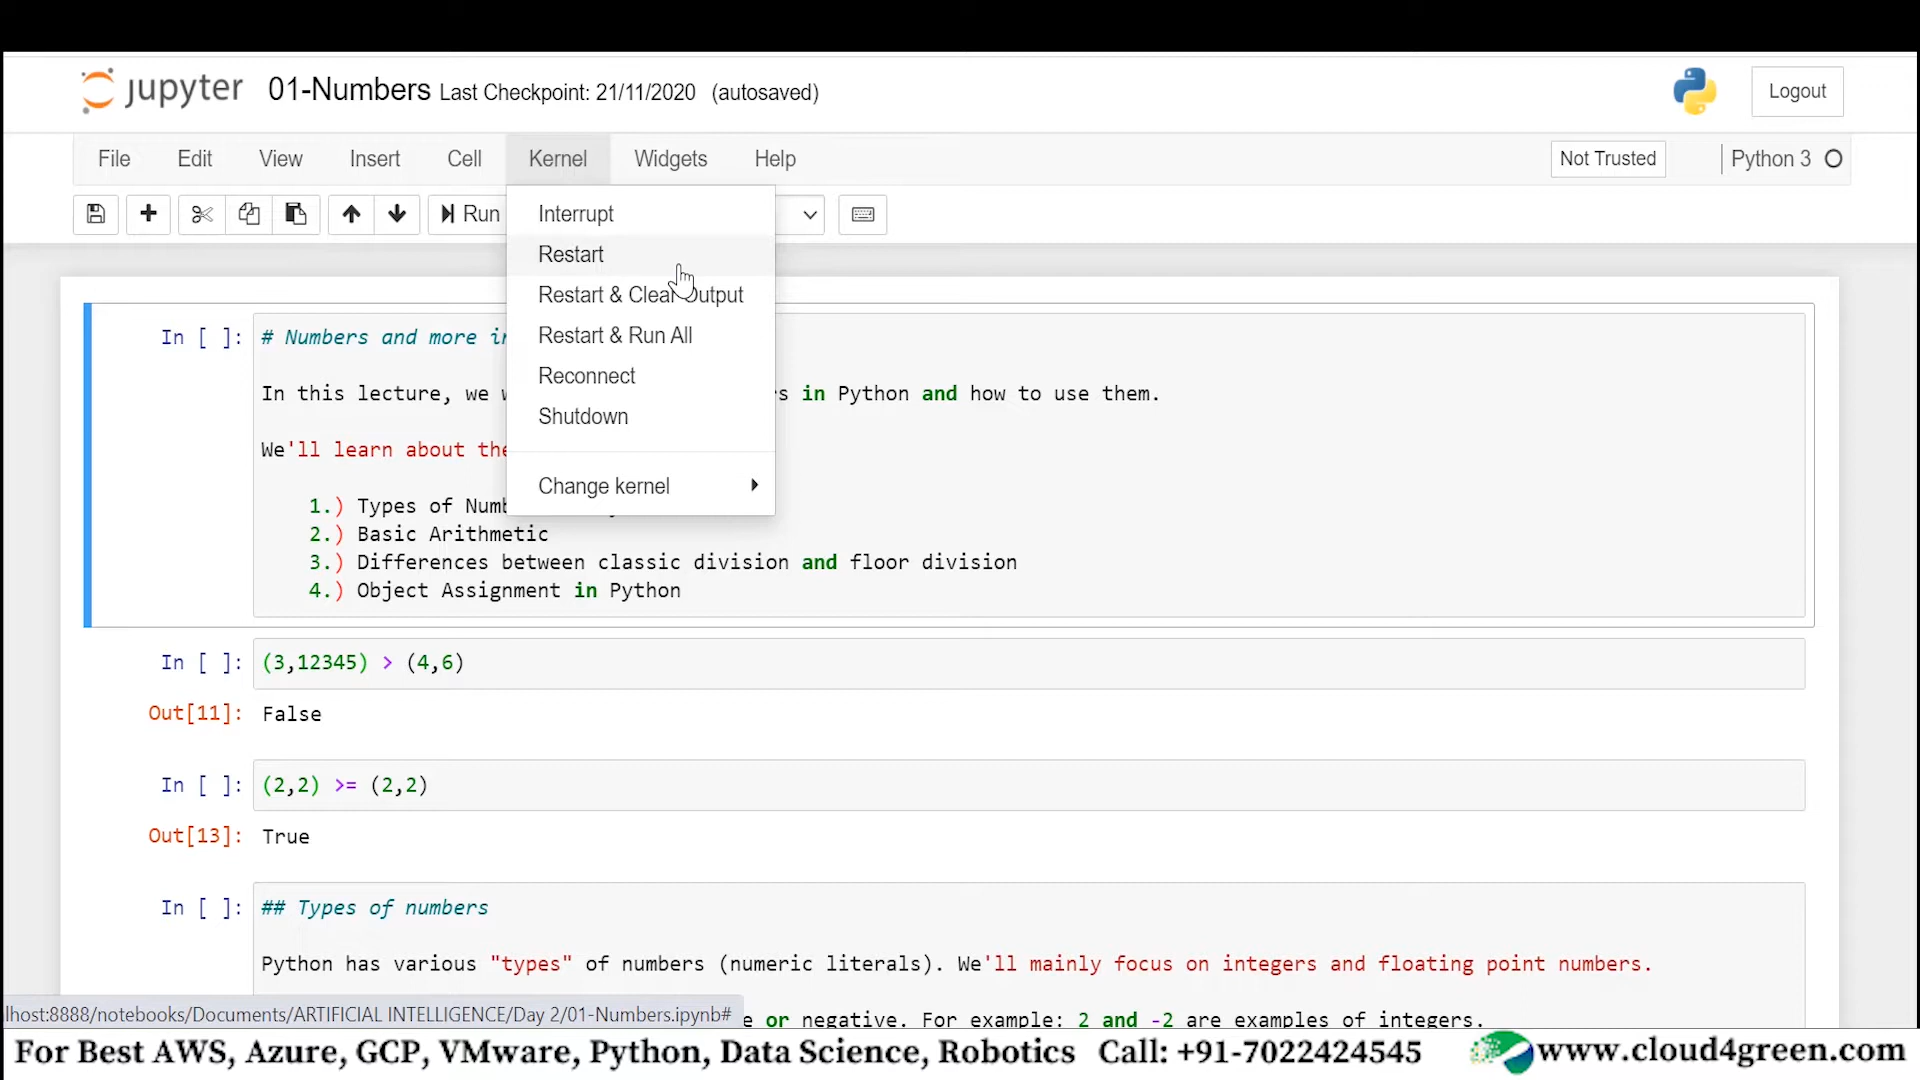 jupyter 01-Numbers Last Checkpoint: 21/11/2020 (autosaved) Logout
File Edit View Insert Cell Kernel Widgets Help Not Trusted Python 3
Run
Interrupt
Restart
Restart & Clear Output
Restart & Run All
Reconnect
Shutdown
Change kernel
In [ ]: # Numbers and more
In this lecture, we in Python and how to use them.
We'll learn about the
1.) Types of
2.) Basic Arithmetic
3.) Differences between classic division and floor division
4.) Object Assignment in Python
In [ ]: (3,12345) > (4,6)
Out[11]: False
In [ ]: (2,2) >= (2,2)
Out[13]: True
In [ ]: ## Types of numbers
Python has various "types" of numbers (numeric literals). We'll mainly focus on integers and floating point numbers.
or negative. For example: 2 and -2 are examples of integers.
lhost:8888/notebooks/Documents/ARTIFICIAL INTELLIGENCE/Day 2/01-Numbers.ipynb#
For Best AWS, Azure, GCP, VMware, Python, Data Science, Robotics Call: +91-7022424545 www.cloud4green.com